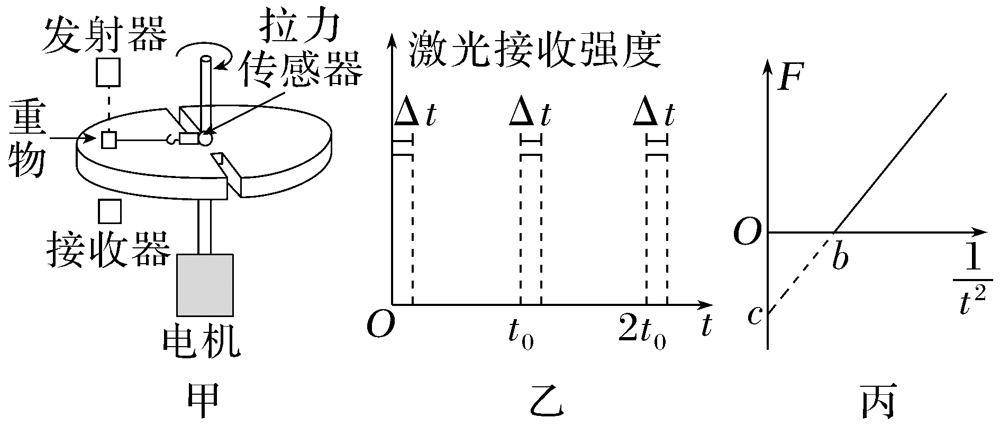 发射器
拉力
传感器
重物
接收器
电机
甲
激光接收强度
Δt Δt Δt
O t₀ 2t₀ t
乙
F
O
b
c
1/t²
丙